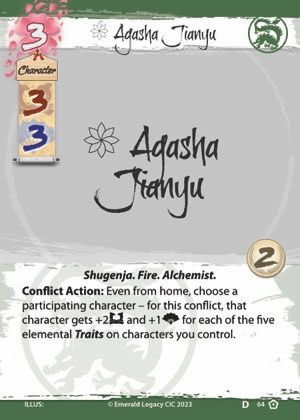 3
Agasha Jianyu
Character
3
3
Agasha
Jianyu
2
Shugenja. Fire. Alchemist.
Conflict Action: Even from home, choose a
participating character – for this conflict, that
character gets +2 and +1 for each of the five
elemental Traits on characters you control.
ILLUS:
© Emerald Legacy CIC 2023
D 64